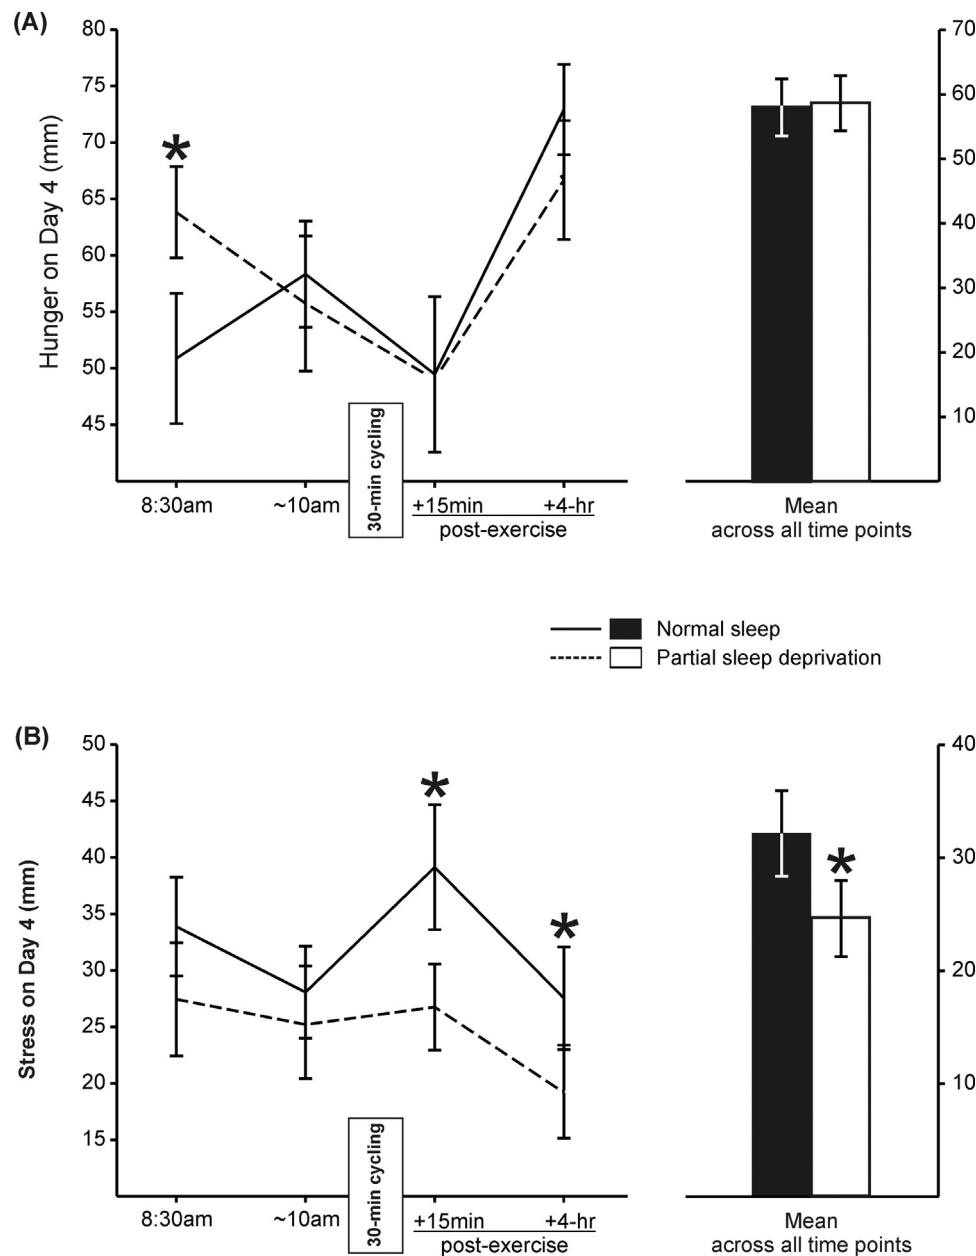 (A)
Hunger on Day 4 (mm)
80
75
70
65
60
55
50
45
*
30-min cycling
8:30am ~10am +15min +4-hr
post-exercise
70
60
50
40
30
20
10
Mean
across all time points
Normal sleep
Partial sleep deprivation
(B)
Stress on Day 4 (mm)
50
45
40
35
30
25
20
15
*
*
30-min cycling
8:30am ~10am +15min +4-hr
post-exercise
40
30
20
10
*
Mean
across all time points